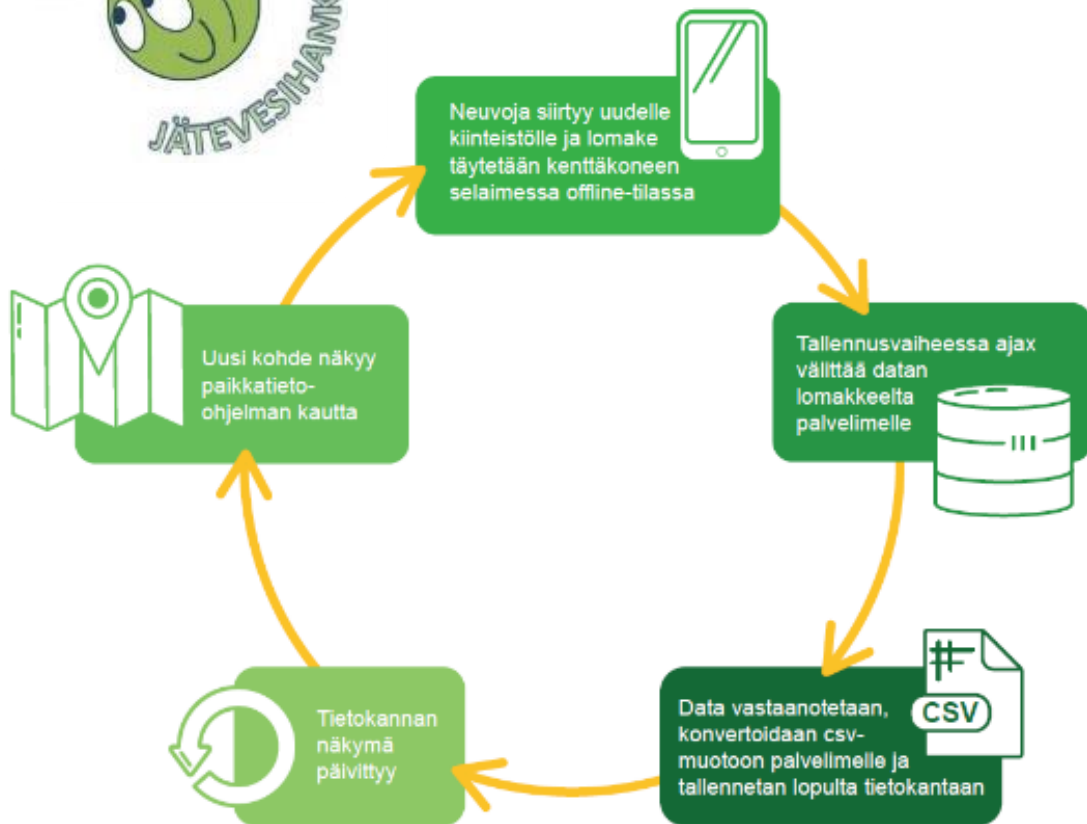 JÄTEVESIHANK
Neuvoja siirtyy uudelle
kiinteistölle ja lomake
täytetään kenttäkoneen
selaimessa offline-tilassa
Tallennusvaiheessa ajax
välittää datan
lomakkeelta
palvelimelle
Data vastaanotetaan,
konvertoidaan csv-
muotoon palvelimelle ja
tallennetan lopulta tietokantaan
CSV
Tietokannan
näkymä
päivittyy
Uusi kohde näkyy
paikkatieto-
ohjelman kautta